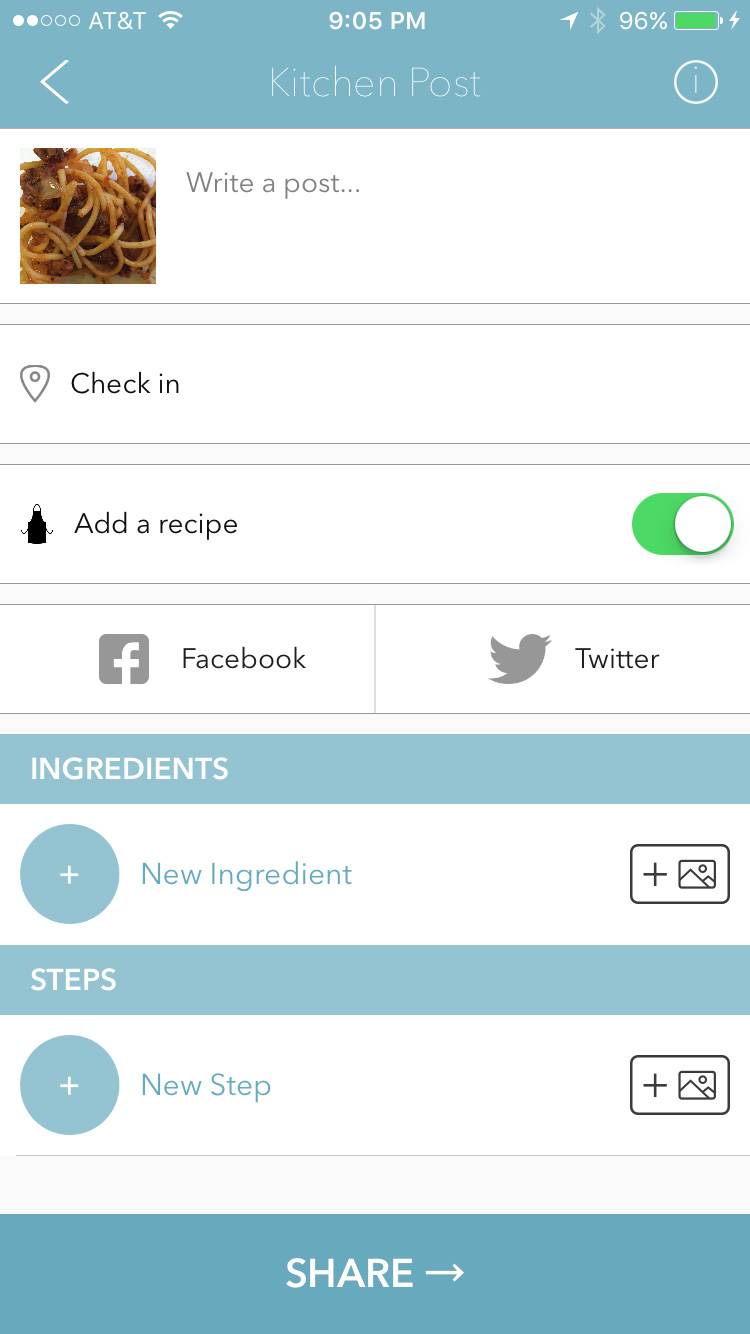 AT&T 9:05 PM 96%
Kitchen Post
Write a post...
Check in
Add a recipe
Facebook Twitter
INGREDIENTS
+ New Ingredient +
STEPS
+ New Step +
SHARE →